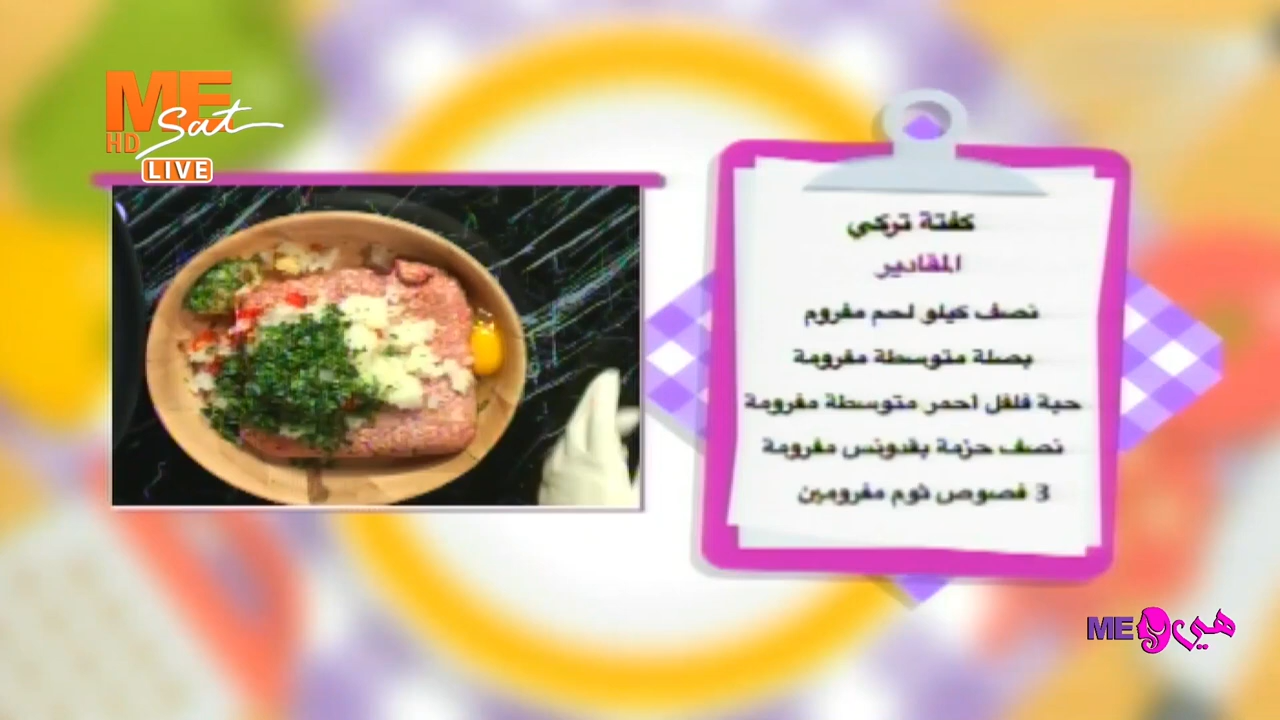 ME
Sat
HD
LIVE
كفتة تركي
المقادير
نصف كيلو لحم مفروم
بصلة متوسطة مفرومة
حبة فلفل احمر متوسطة مفرومة
نصف حزمة بقدونس مفرومة
3 فصوص ثوم مفرومين
ME هي